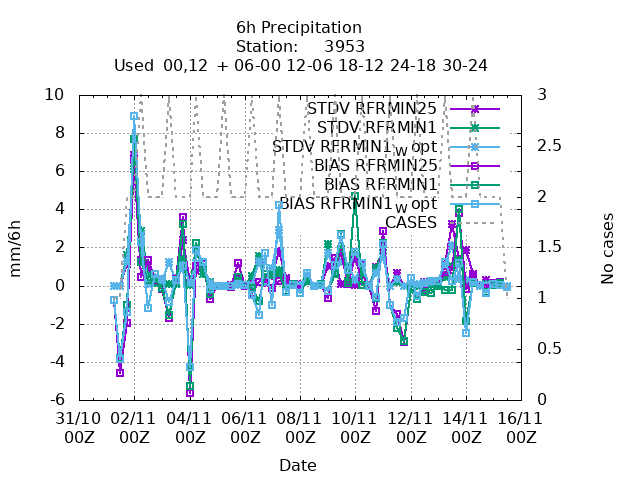 6h Precipitation
Station: 3953
Used 00,12 + 06-00 12-06 18-12 24-18 30-24
STDV RFRMIN25
STDV RFRMIN1
STDV RFRMIN1w opt
BIAS RFRMIN25
BIAS RFRMIN1
BIAS RFRMIN1w opt
CASES
10
8
6
4
2
0
-2
-4
-6
mm/6h
3
2.5
2
1.5
1
0.5
0
No cases
31/10 02/11 04/11 06/11 08/11 10/11 12/11 14/11 16/11
00Z 00Z 00Z 00Z 00Z 00Z 00Z 00Z 00Z
Date